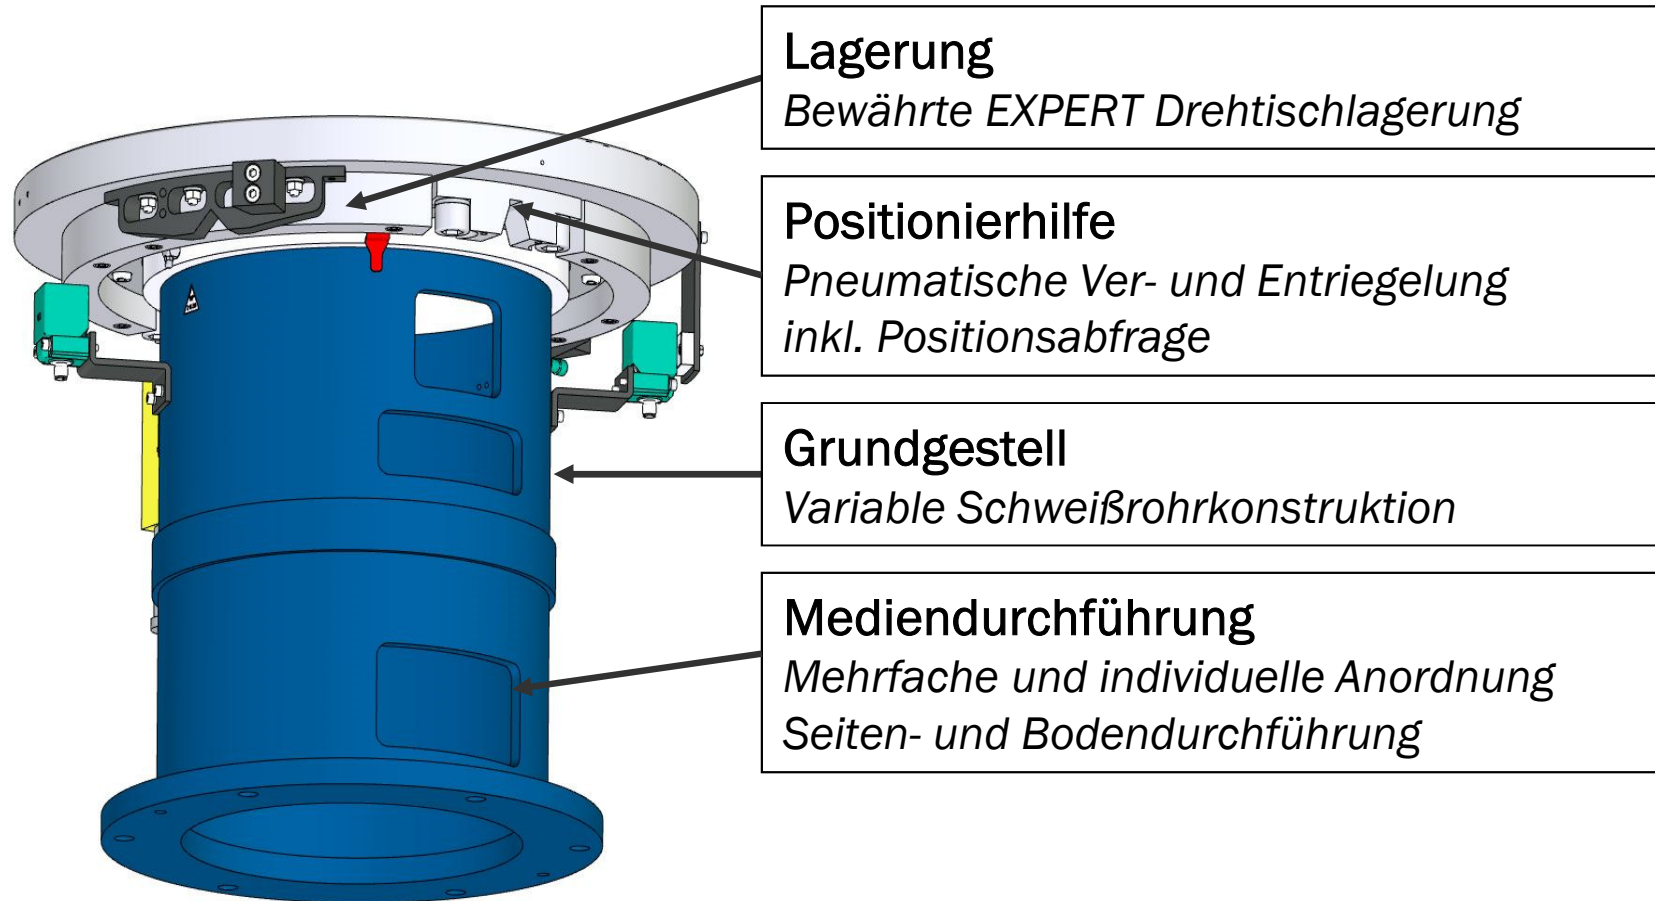 Lagerung
Bewährte EXPERT Drehtischlagerung
Positionierhilfe
Pneumatische Ver- und Entriegelung
inkl. Positionsabfrage
Grundgestell
Variable Schweißrohrkonstruktion
Mediendurchführung
Mehrfache und individuelle Anordnung
Seiten- und Bodendurchführung